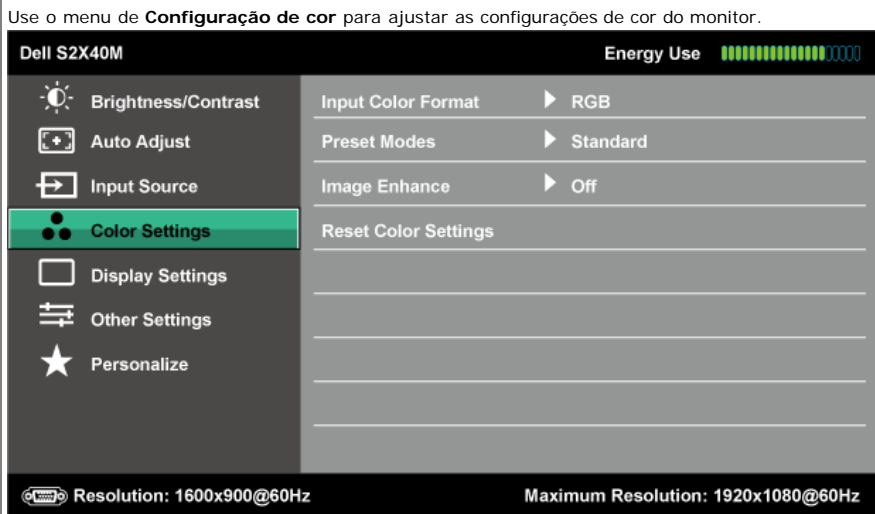 Use o menu de Configuração de cor para ajustar as configurações de cor do monitor.
Dell S2X40M Energy Use
Brightness/Contrast Input Color Format RGB
Auto Adjust Preset Modes Standard
Input Source Image Enhance Off
Color Settings Reset Color Settings
Display Settings
Other Settings
Personalize
Resolution: 1600x900@60Hz Maximum Resolution: 1920x1080@60Hz